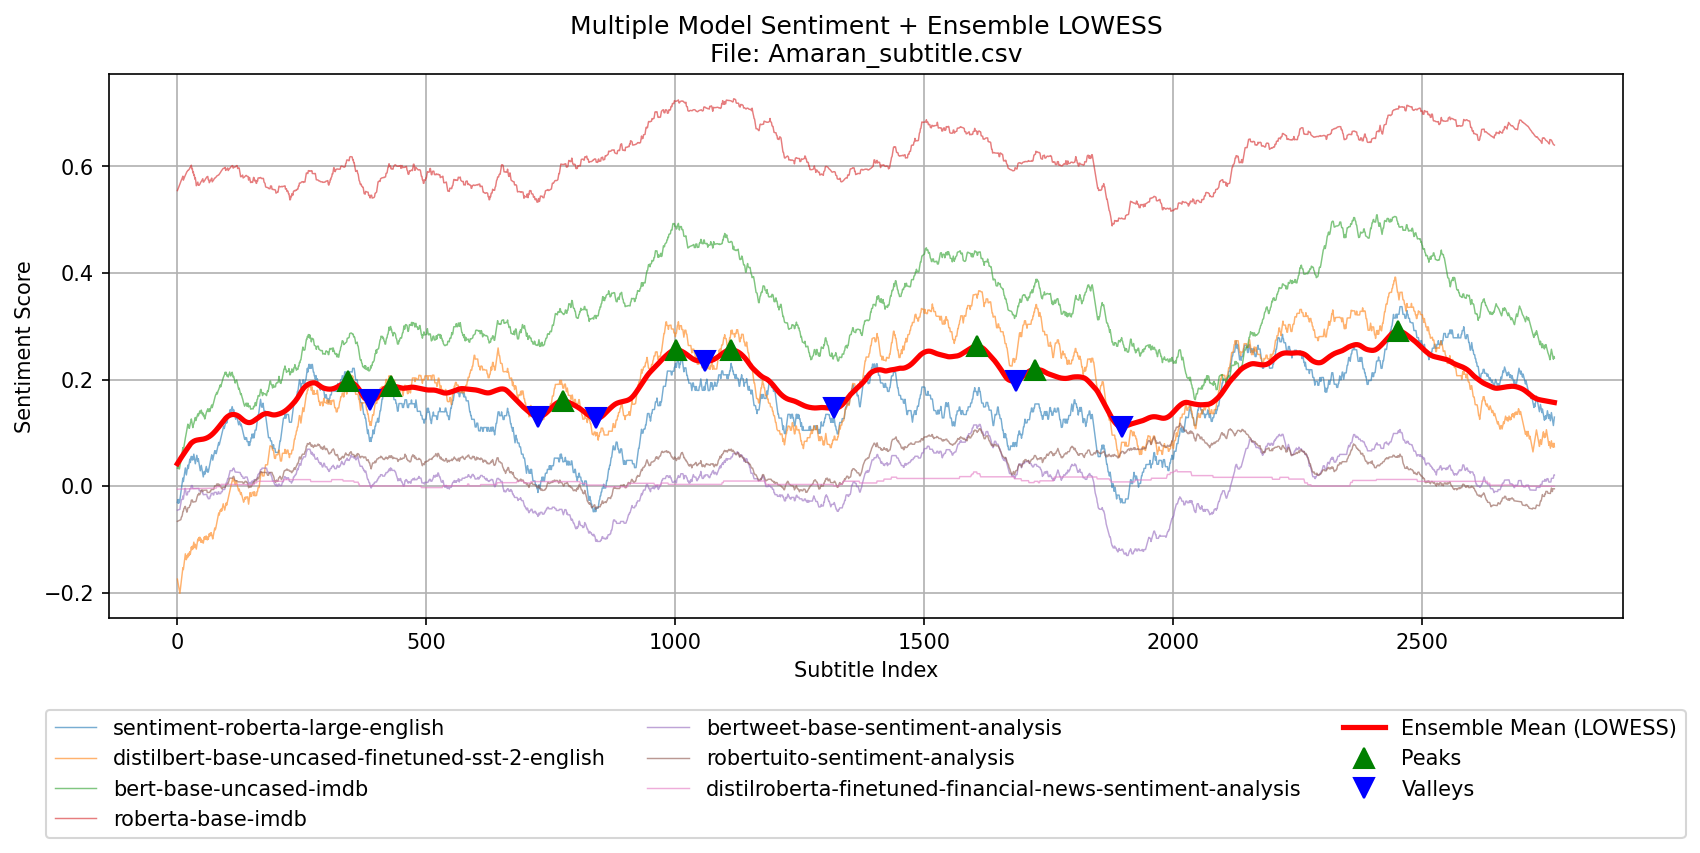 Multiple Model Sentiment + Ensemble LOWESS
File: Amaran_subtitle.csv
Sentiment Score
0.6
0.4
0.2
0.0
−0.2
0
500
1000
1500
2000
2500
Subtitle Index
sentiment-roberta-large-english
distilbert-base-uncased-finetuned-sst-2-english
bert-base-uncased-imdb
roberta-base-imdb
bertweet-base-sentiment-analysis
robertuito-sentiment-analysis
distilroberta-finetuned-financial-news-sentiment-analysis
Ensemble Mean (LOWESS)
Peaks
Valleys